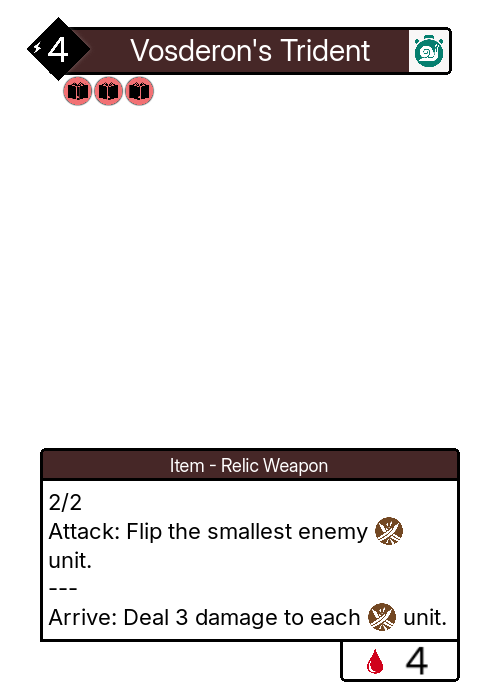 4 Vosderon's Trident
Item - Relic Weapon
2/2
Attack: Flip the smallest enemy
unit.
---
Arrive: Deal 3 damage to each unit.
4